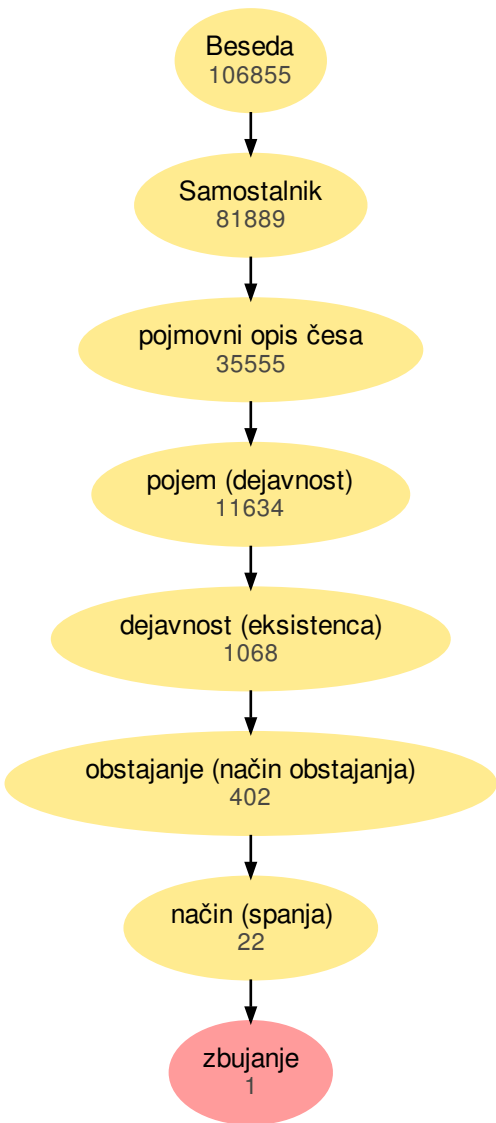 Beseda
106855
Samostalnik
81889
pojmovni opis česa
35555
pojem (dejavnost)
11634
dejavnost (eksistenca)
1068
obstajanje (način obstajanja)
402
način (spanja)
22
zbujanje
1